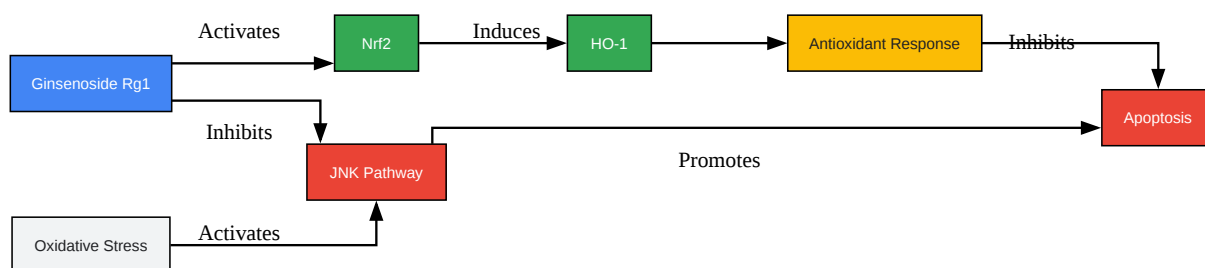 Activates
Nrf2
Induces
HO-1
Antioxidant Response
Inhibits
Ginsenoside Rg1
Inhibits
JNK Pathway
Promotes
Apoptosis
Oxidative Stress
Activates